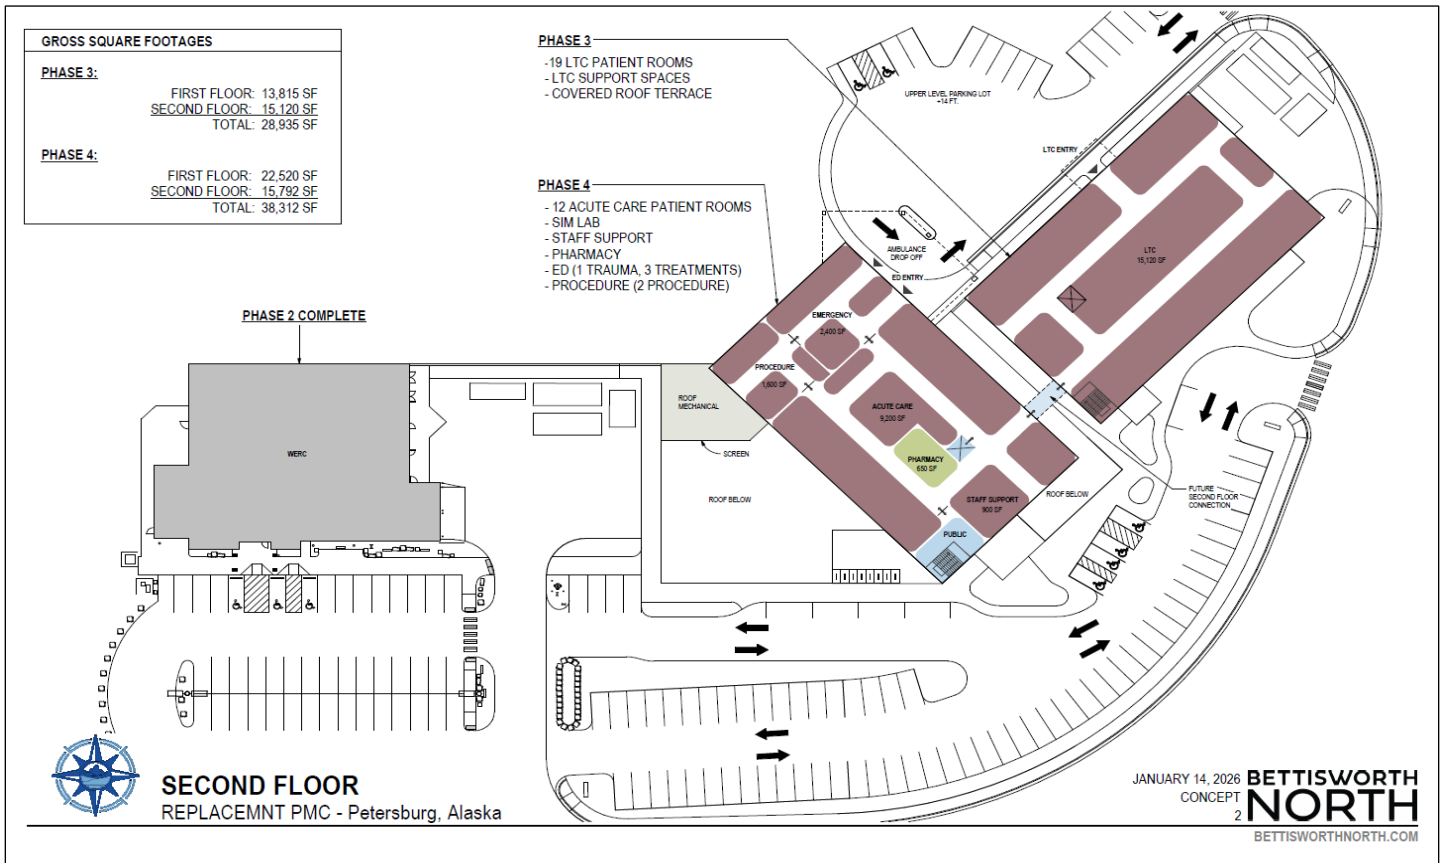 GROSS SQUARE FOOTAGES
PHASE 3:
FIRST FLOOR: 13,815 SF
SECOND FLOOR: 15,120 SF
TOTAL: 28,935 SF
PHASE 4:
FIRST FLOOR: 22,520 SF
SECOND FLOOR: 15,792 SF
TOTAL: 38,312 SF
PHASE 3
-19 LTC PATIENT ROOMS
- LTC SUPPORT SPACES
- COVERED ROOF TERRACE
PHASE 4
- 12 ACUTE CARE PATIENT ROOMS
- SIM LAB
- STAFF SUPPORT
- PHARMACY
- ED (1 TRAUMA, 3 TREATMENTS)
- PROCEDURE (2 PROCEDURE)
UPPER LEVEL PARKING LOT
+14 FT.
LTC ENTRY
AMBULANCE
DROP OFF
ED ENTRY
LTC
15,120 SF
PHASE 2 COMPLETE
WERC
EMERGENCY
2,400 SF
PROCEDURE
1,600 SF
ROOF
MECHANICAL
SCREEN
ROOF BELOW
ACUTE CARE
9,200 SF
PHARMACY
650 SF
STAFF SUPPORT
900 SF
ROOF BELOW
PUBLIC
FUTURE
SECOND FLOOR
CONNECTION
SECOND FLOOR
REPLACEMNT PMC - Petersburg, Alaska
JANUARY 14, 2026
CONCEPT
2
BETTISWORTH
NORTH
BETTISWORTHNORTH.COM